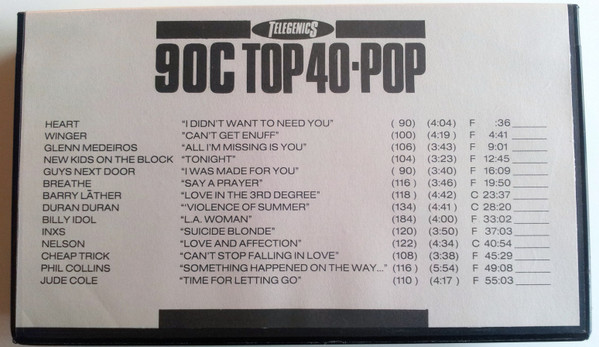 TELEGENICS
90C TOP 40·POP
HEART "I DIDN'T WANT TO NEED YOU" ( 90) (4:04) F :36
WINGER "CAN'T GET ENUFF" (100) (4:19 ) F 4:41
GLENN MEDEIROS "ALL I'M MISSING IS YOU" (106) (3:43) F 9:01
NEW KIDS ON THE BLOCK "TONIGHT" (104) (3:23) F 12:45
GUYS NEXT DOOR "I WAS MADE FOR YOU" ( 90) (3:40) F 16:09
BREATHE "SAY A PRAYER" (116 ) (3:46) F 19:50
BARRY LĀTHER "LOVE IN THE 3RD DEGREE" (118 ) (4:42) C 23:37
DURAN DURAN "'VIOLENCE OF SUMMER" (134) (4:41) C 28:20
BILLY IDOL "L.A. WOMAN" (184) (4:00) F 33:02
INXS "SUICIDE BLONDE" (120) (3:50) F 37:03
NELSON "LOVE AND AFFECTION" (122) (4:34) C 40:54
CHEAP TRICK "CAN'T STOP FALLING IN LOVE" (108) (3:38) F 45:29
PHIL COLLINS "SOMETHING HAPPENED ON THE WAY..." (116 ) (5:54) F 49:08
JUDE COLE "TIME FOR LETTING GO" (110 ) (4:17 ) F 55:03